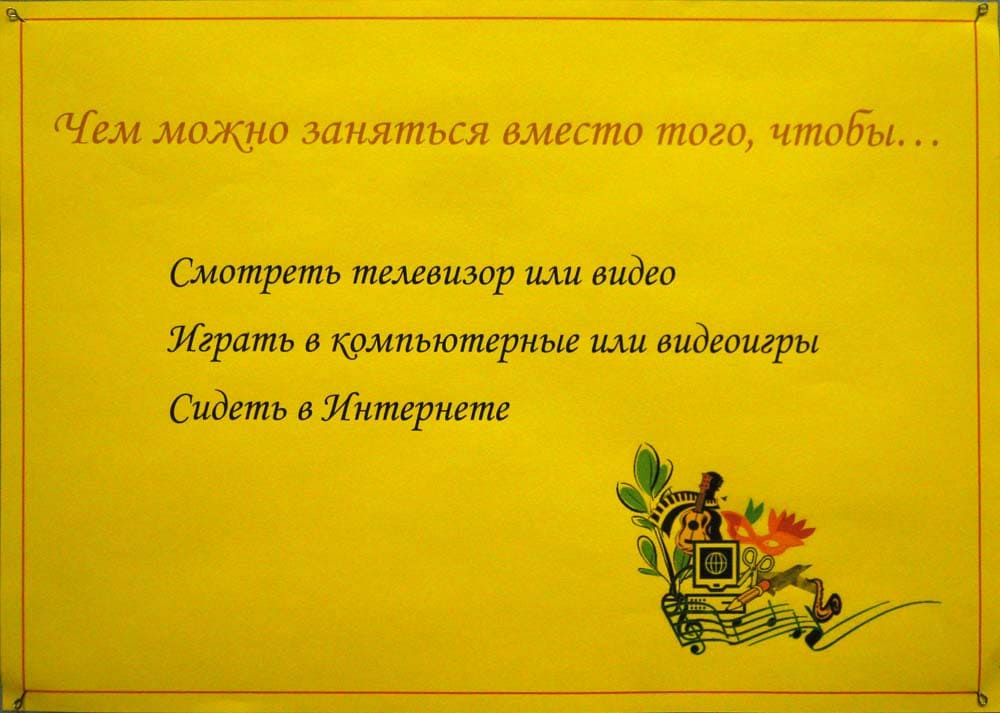 Чем можно заняться вместо того, чтобы...
Смотреть телевизор или видео
Играть в компьютерные или видеоигры
Сидеть в Интернете